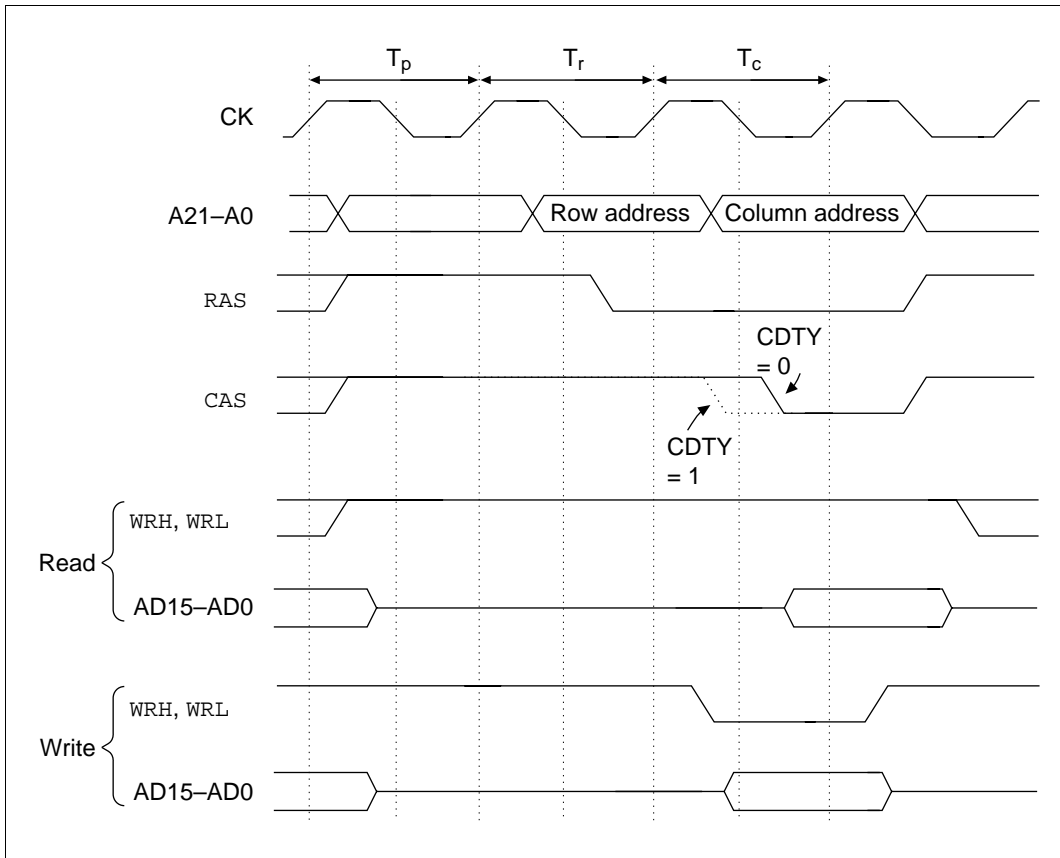 Tp Tr Tc
CK
A21–A0 Row address Column address
RAS
CDTY
= 0
CAS
CDTY
= 1
WRH, WRL
Read
AD15–AD0
WRH, WRL
Write
AD15–AD0